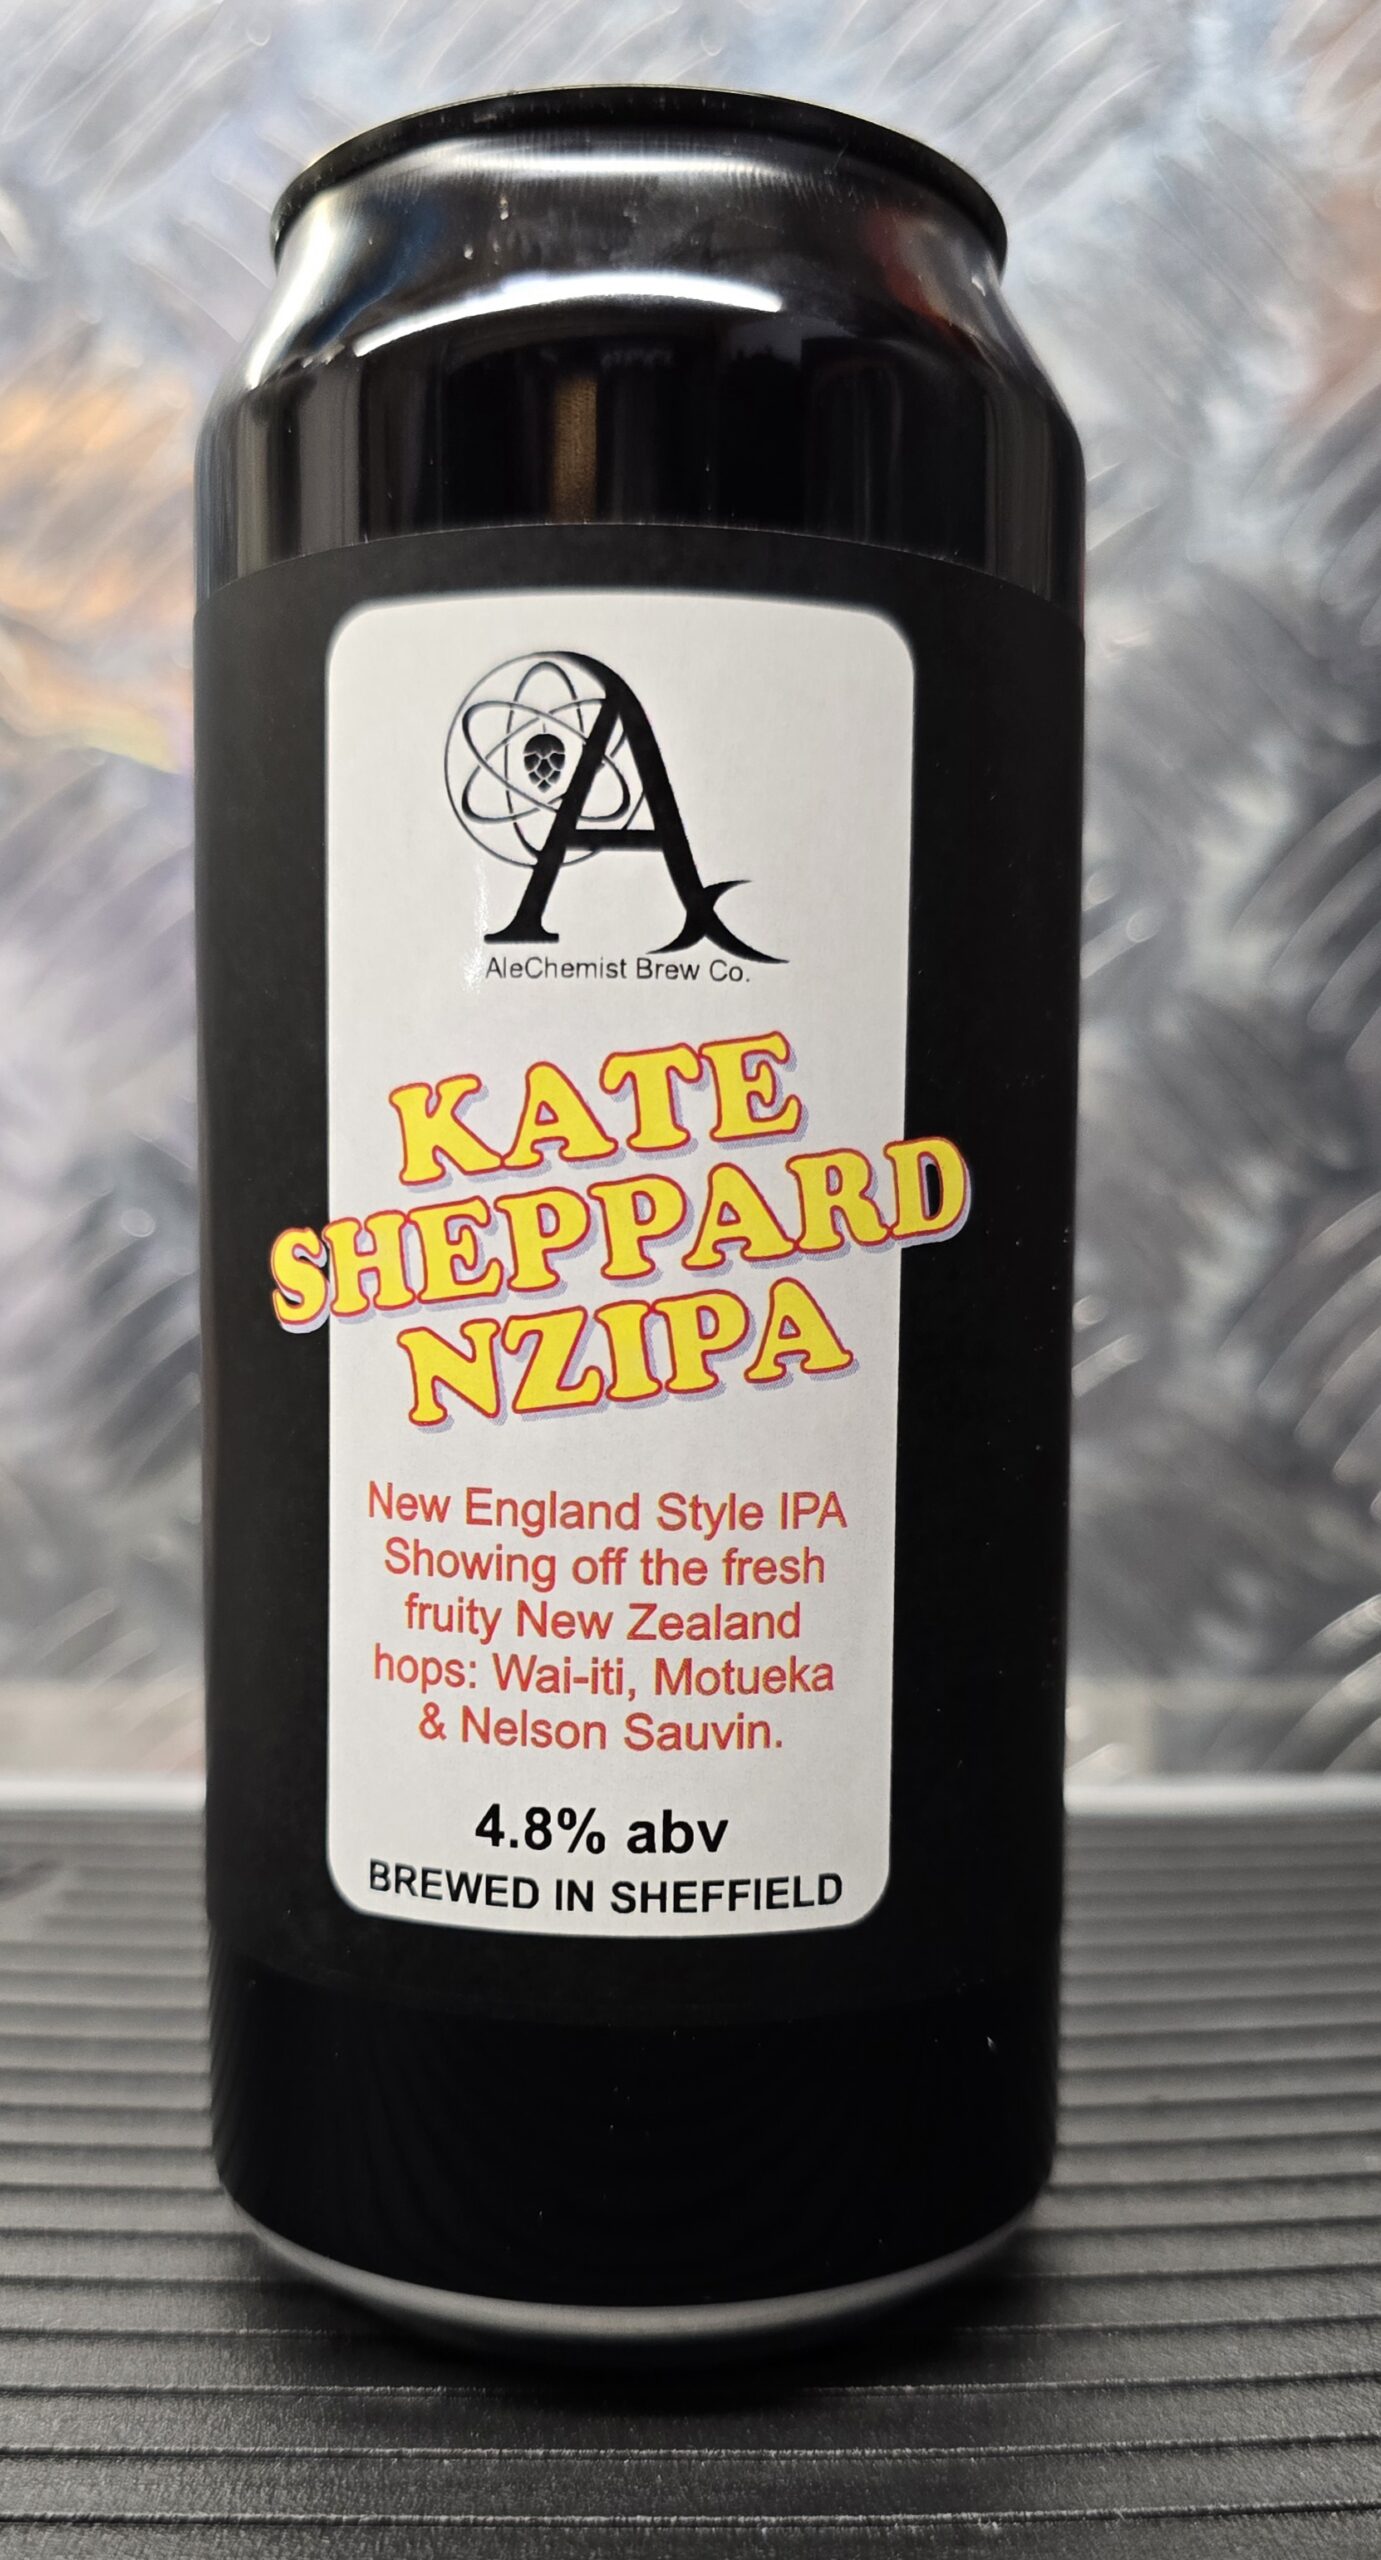 A
AleChemist Brew Co.
KATE
SHEPPARD
NZIPA
New England Style IPA
Showing off the fresh
fruity New Zealand
hops: Wai-iti, Motueka
& Nelson Sauvin.
4.8% abv
BREWED IN SHEFFIELD